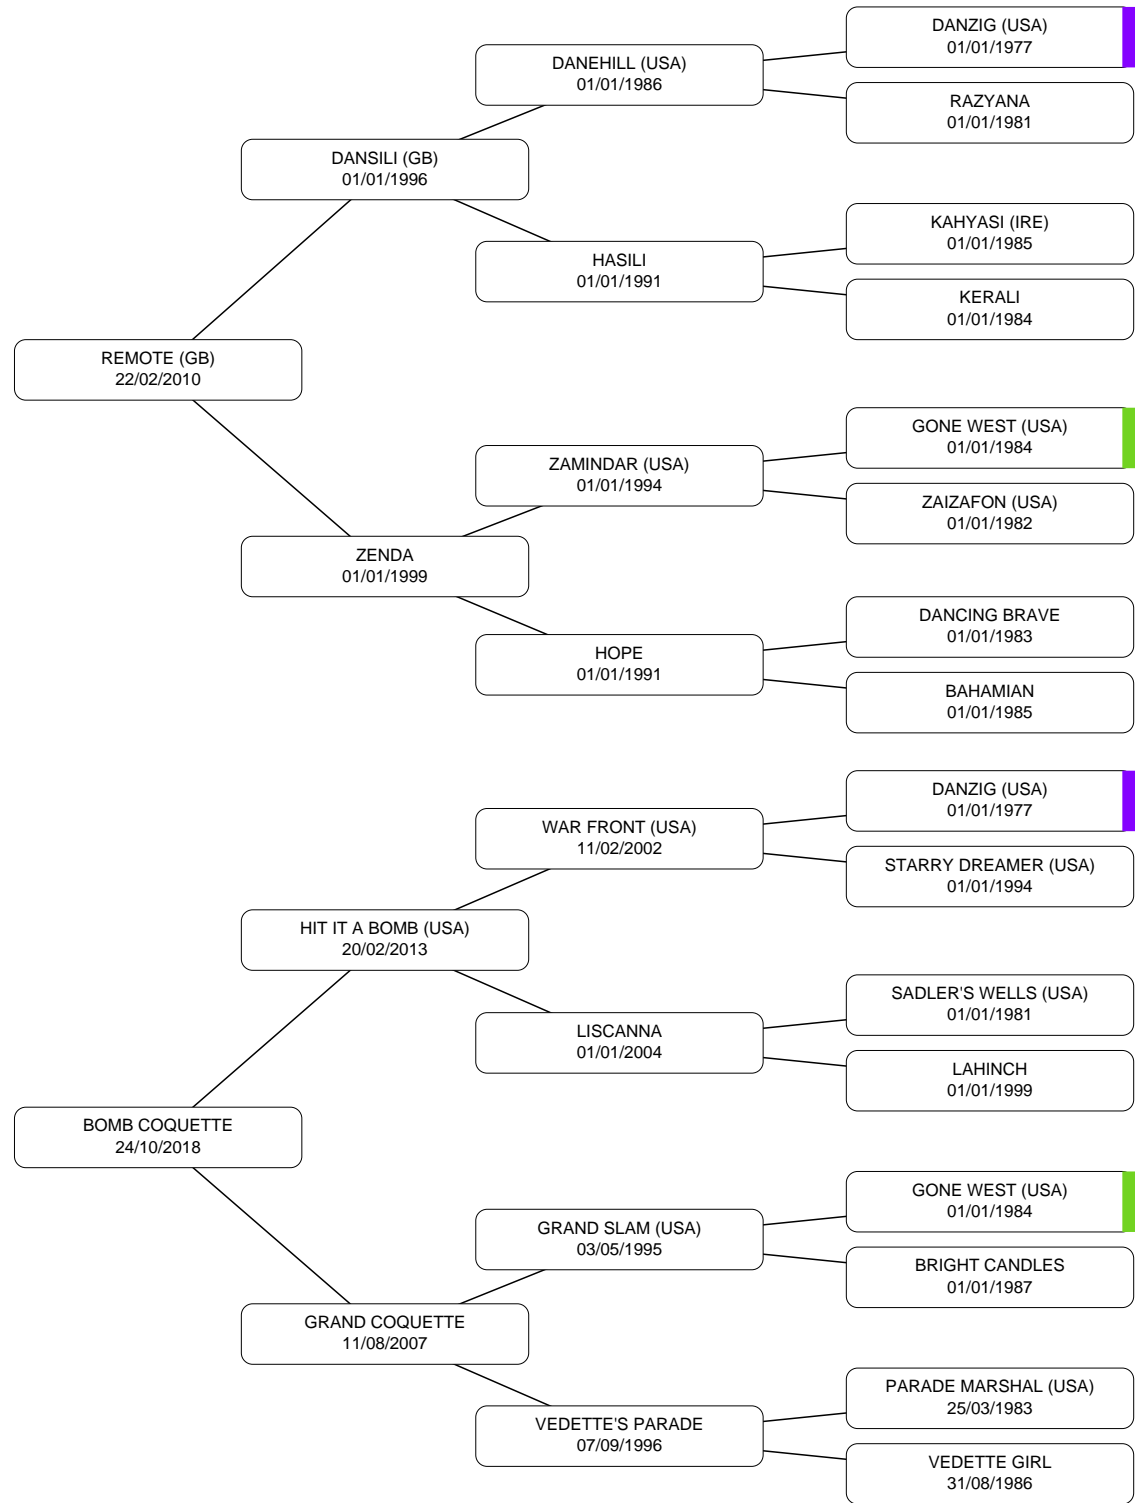 DANZIG (USA)
01/01/1977
DANEHILL (USA)
01/01/1986
RAZYANA
01/01/1981
DANSILI (GB)
01/01/1996
KAHYASI (IRE)
01/01/1985
HASILI
01/01/1991
KERALI
01/01/1984
REMOTE (GB)
22/02/2010
GONE WEST (USA)
01/01/1984
ZAMINDAR (USA)
01/01/1994
ZAIZAFON (USA)
01/01/1982
ZENDA
01/01/1999
DANCING BRAVE
01/01/1983
HOPE
01/01/1991
BAHAMIAN
01/01/1985
DANZIG (USA)
01/01/1977
WAR FRONT (USA)
11/02/2002
STARRY DREAMER (USA)
01/01/1994
HIT IT A BOMB (USA)
20/02/2013
SADLER'S WELLS (USA)
01/01/1981
LISCANNA
01/01/2004
LAHINCH
01/01/1999
BOMB COQUETTE
24/10/2018
GONE WEST (USA)
01/01/1984
GRAND SLAM (USA)
03/05/1995
BRIGHT CANDLES
01/01/1987
GRAND COQUETTE
11/08/2007
PARADE MARSHAL (USA)
25/03/1983
VEDETTE'S PARADE
07/09/1996
VEDETTE GIRL
31/08/1986